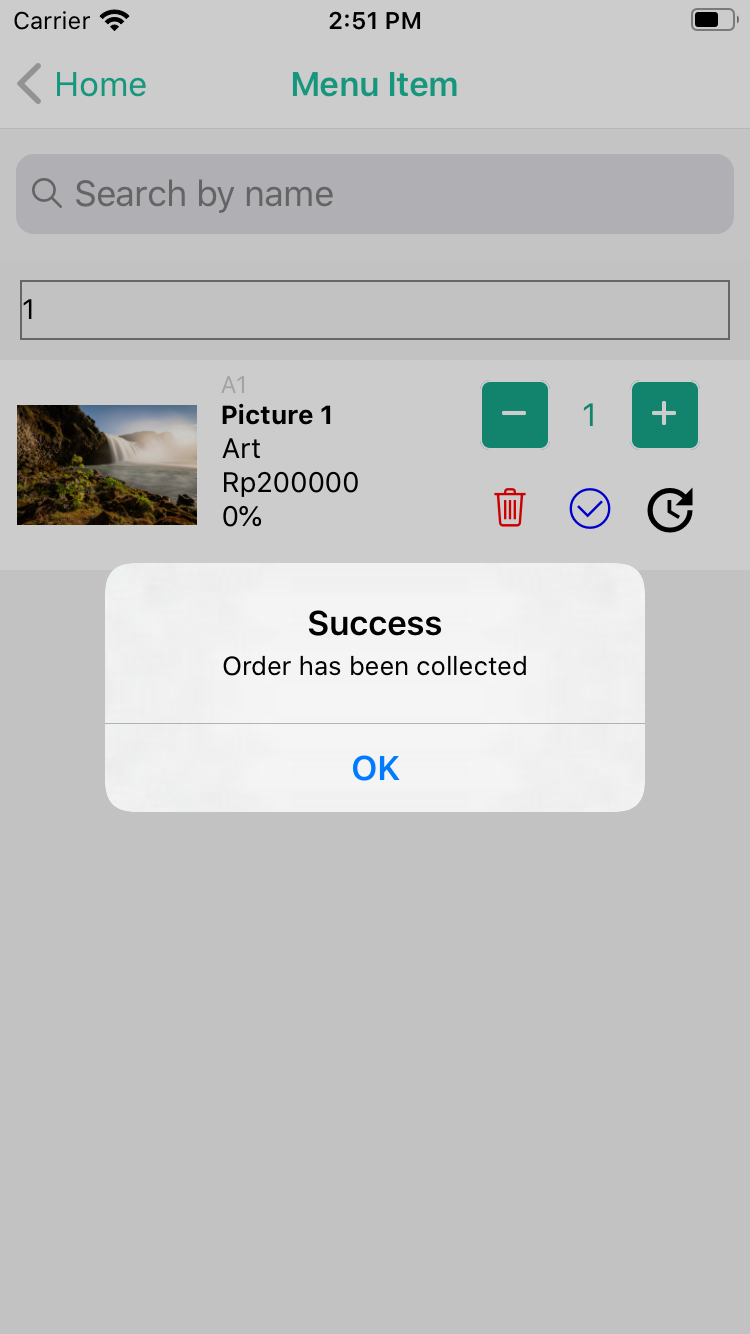 Carrier 2:51 PM
Home Menu Item
Search by name
1
A1
Picture 1
Art
Rp200000
0%
1
Success
Order has been collected
OK